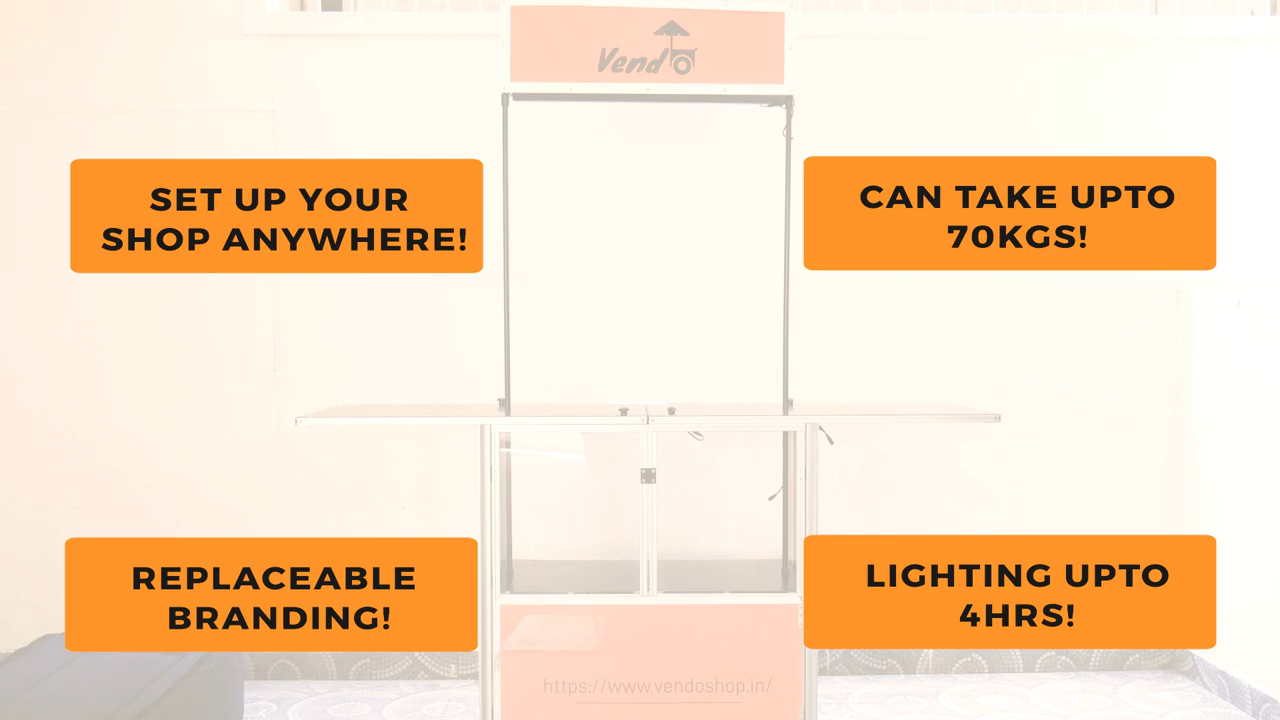 Vend
SET UP YOUR
SHOP ANYWHERE!
CAN TAKE UPTO
70KGS!
REPLACEABLE
BRANDING!
LIGHTING UPTO
4HRS!
https://www.vendoshop.in/